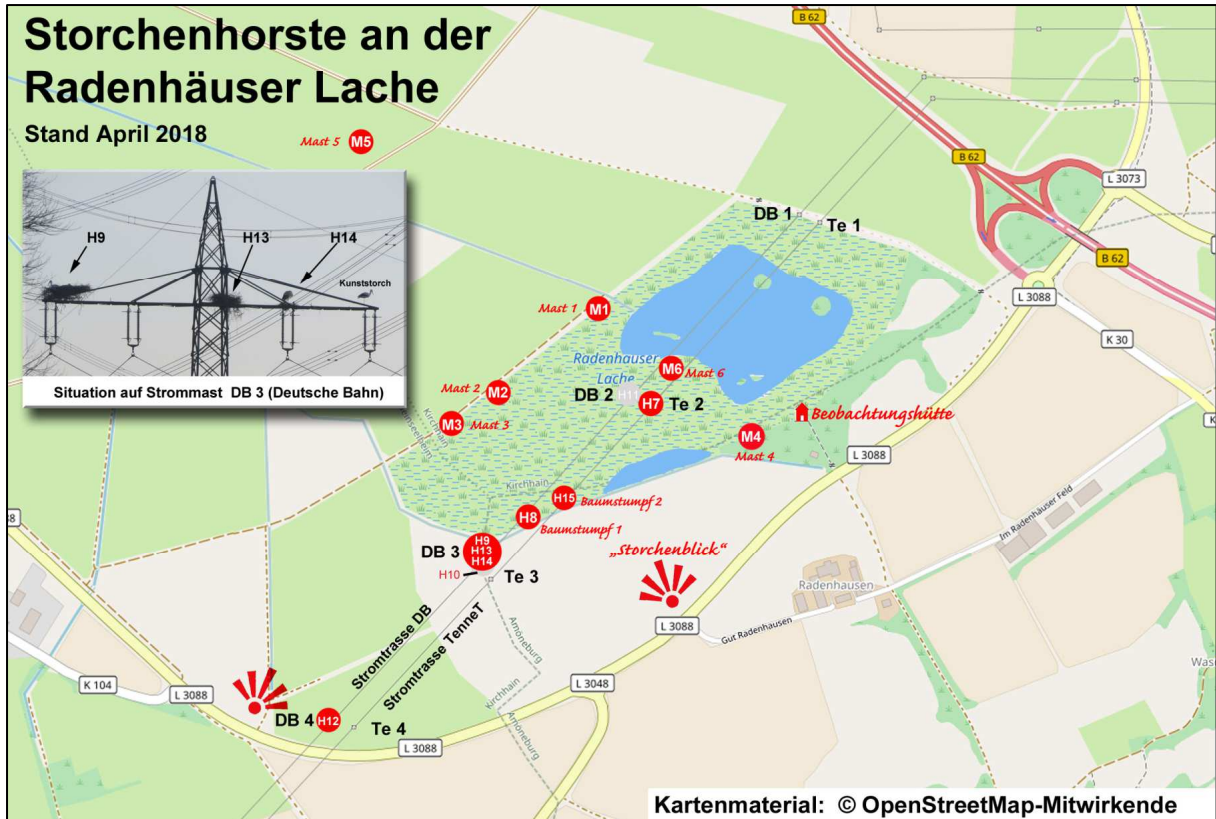 Storchenhorste an der
Radenhäuser Lache
Stand April 2018
B 62
Mast 5
M5
B 62
L 3073
H9
H13
H14
Kunststorch
Situation auf Strommast DB 3 (Deutsche Bahn)
DB 1
Te 1
B 62
L 3088
K 30
Mast 1
M1
Radenhauser
Lache
M6
Mast 6
Mast 2
M2
DB 2
H11
H7
Te 2
M3
Mast 3
Kirchhain
M4
Mast 4
Beobachtungshütte
L 3088
Kirchhain
H15
Baumstumpf 2
H8
Baumstumpf 1
Im Radenhäuser Feld
DB 3
H9
H13
H14
H10
Te 3
„Storchenblick“
Radenhausen
L 3088
Gut Radenhausen
Stromtrasse DB
Stromtrasse TenneT
Amöneburg
Kirchhain
Amöneburg
K 104
L 3088
L 3048
DB 4
H12
Te 4
L 3088
Kartenmaterial: © OpenStreetMap-Mitwirkende